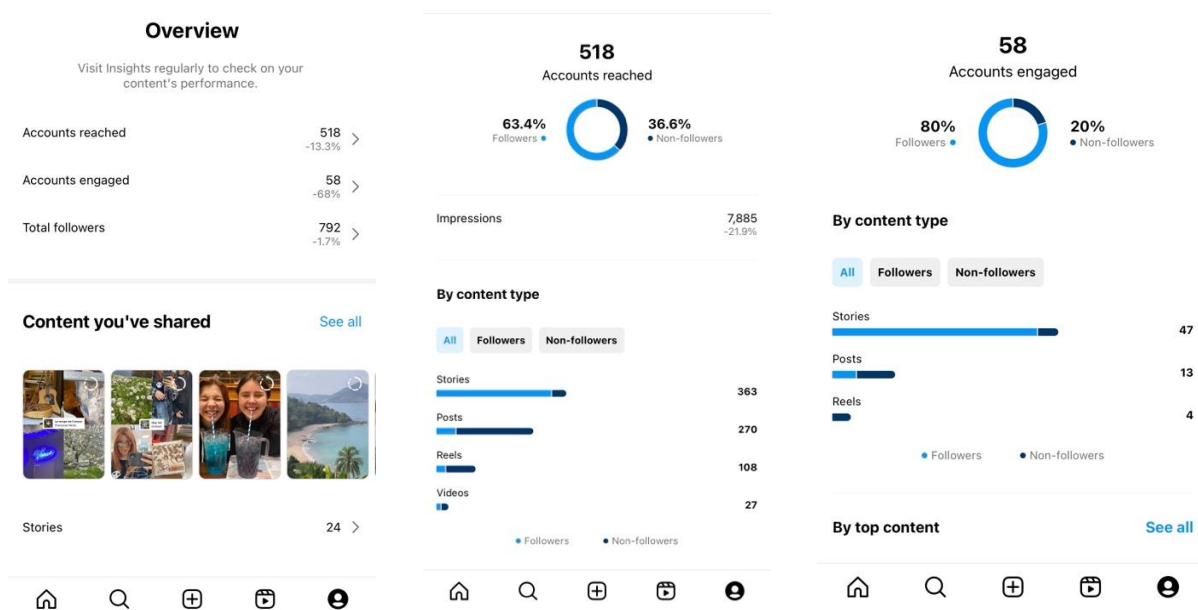 Overview
Visit Insights regularly to check on your
content's performance.
Accounts reached
518
-13.3%
Accounts engaged
58
-68%
Total followers
792
-1.7%
Content you've shared
See all
Stories
24
518
Accounts reached
63.4%
Followers
36.6%
Non-followers
Impressions
7,885
-21.9%
By content type
All
Followers
Non-followers
Stories
363
Posts
270
Reels
108
Videos
27
Followers
Non-followers
58
Accounts engaged
80%
Followers
20%
Non-followers
By content type
All
Followers
Non-followers
Stories
47
Posts
13
Reels
4
Followers
Non-followers
By top content
See all